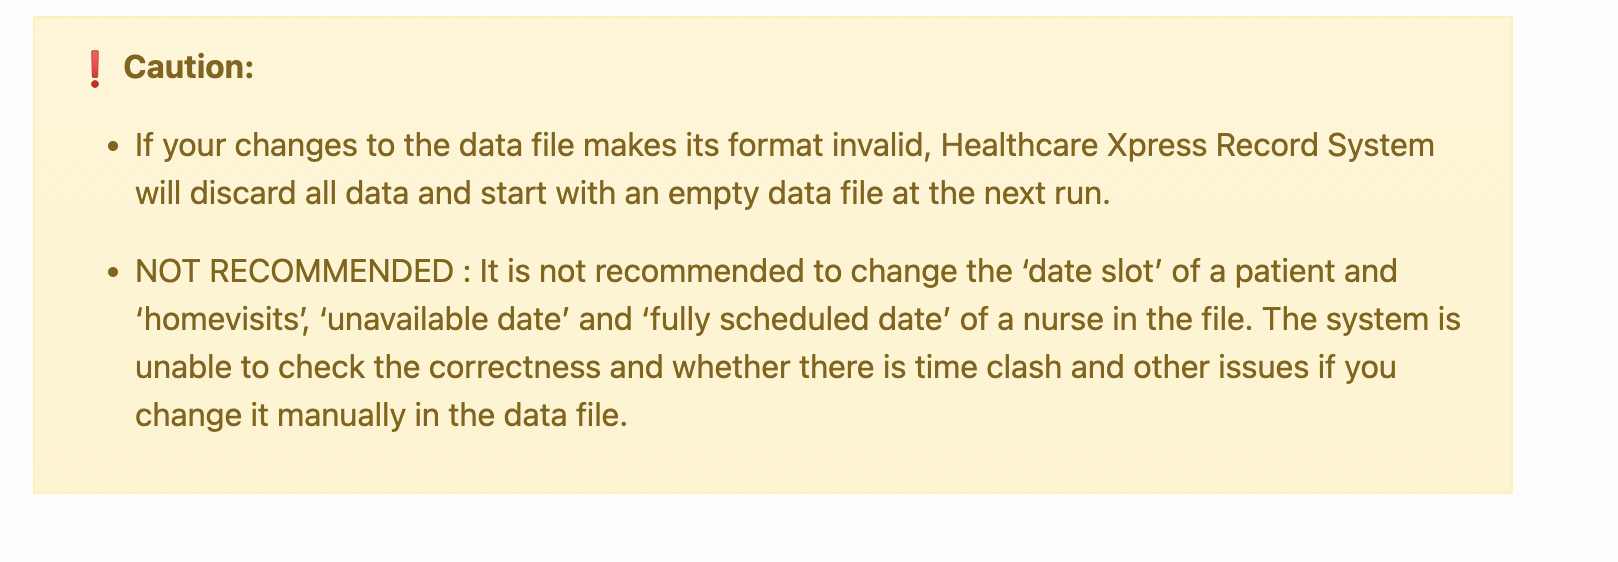 ❗ Caution:
• If your changes to the data file makes its format invalid, Healthcare Xpress Record System
will discard all data and start with an empty data file at the next run.
• NOT RECOMMENDED : It is not recommended to change the ‘date slot’ of a patient and
‘homevisits’, ‘unavailable date’ and ‘fully scheduled date’ of a nurse in the file. The system is
unable to check the correctness and whether there is time clash and other issues if you
change it manually in the data file.